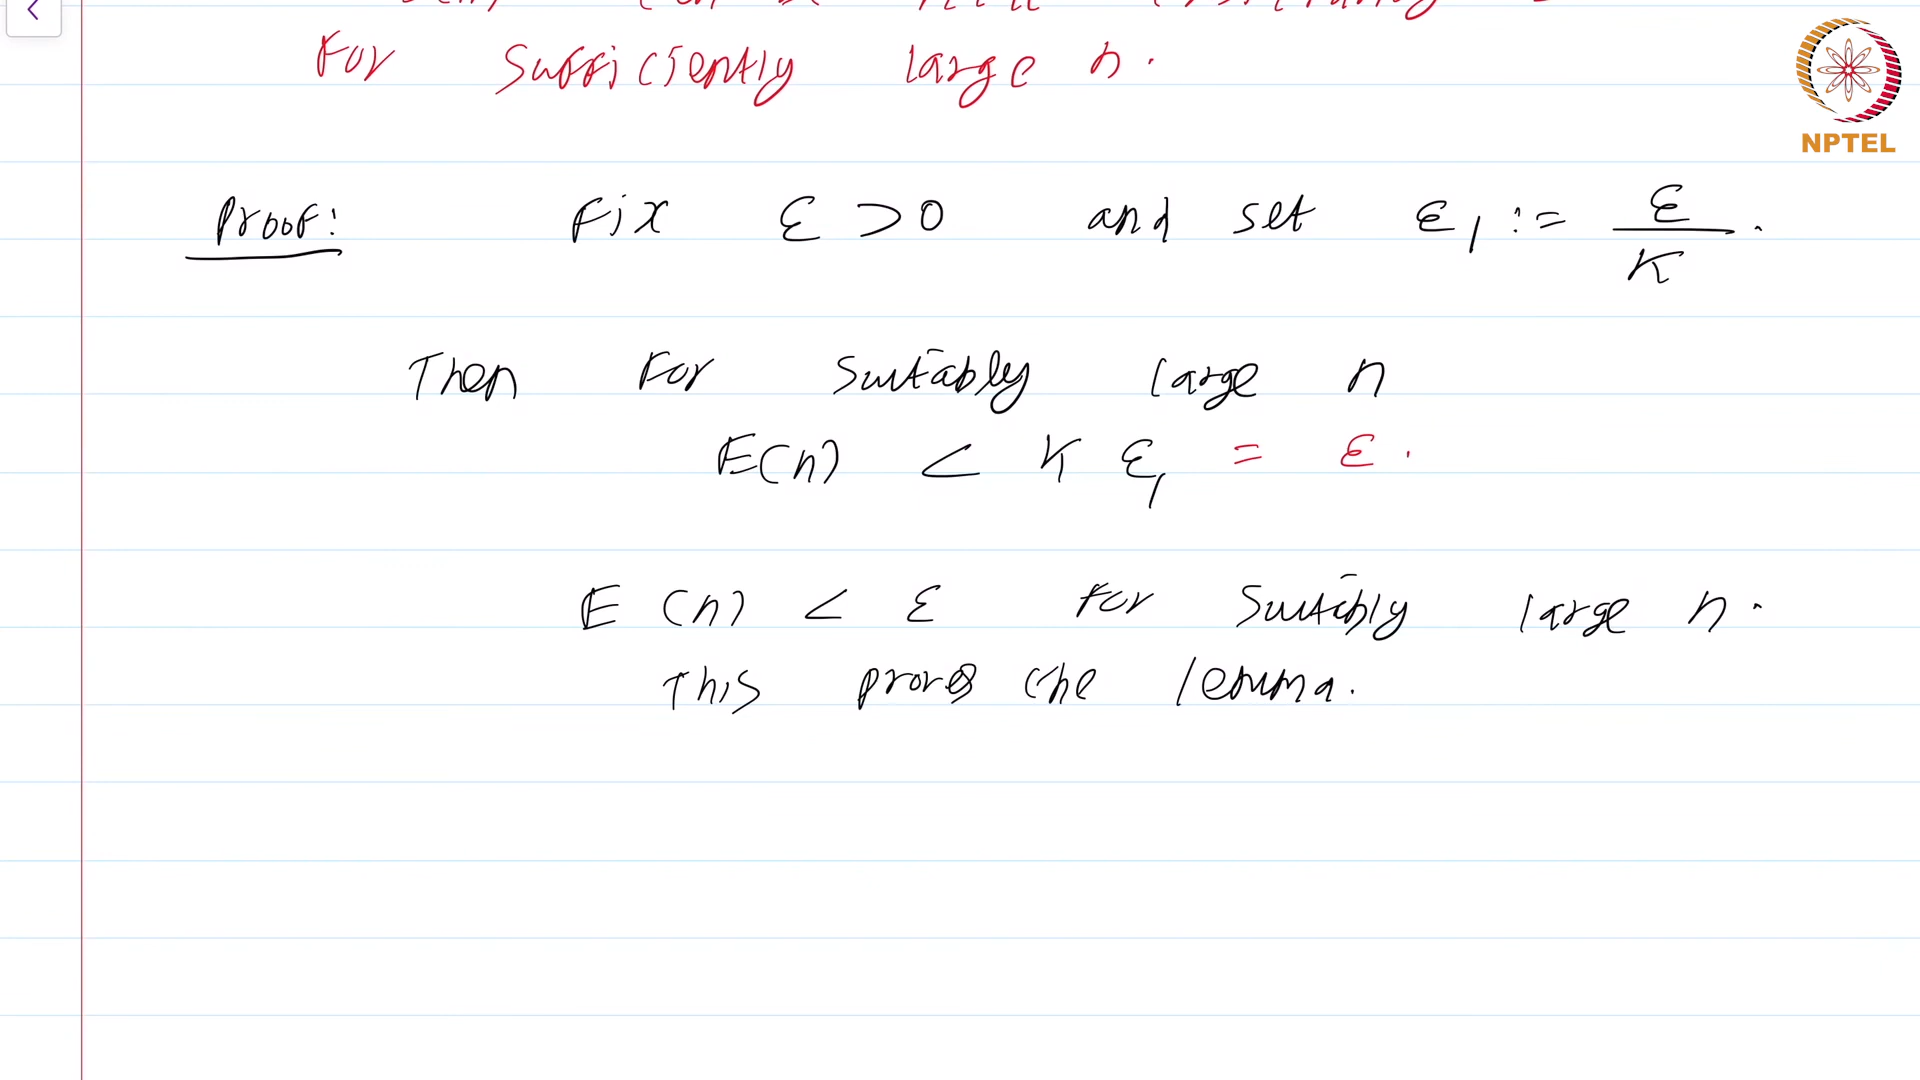 For sufficiently large n.
NPTEL
Proof: Fix ε > 0 and set ε₁ := ε/K.
Then for suitably large n
E(n) < K ε₁ = ε.
E(n) < ε for suitably large n.
This proves the lemma.